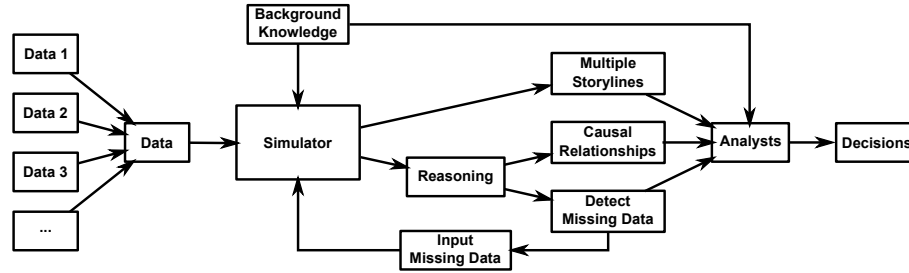 Background
Knowledge
Data 1
Data 2
Data 3
...
Data
Simulator
Reasoning
Multiple
Storylines
Causal
Relationships
Detect
Missing Data
Input
Missing Data
Analysts
Decisions